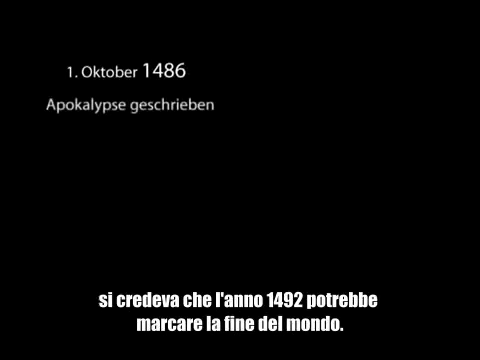 1. Oktober 1486
Apokalypse geschrieben
si credeva che l'anno 1492 potrebbe
marcare la fine del mondo.